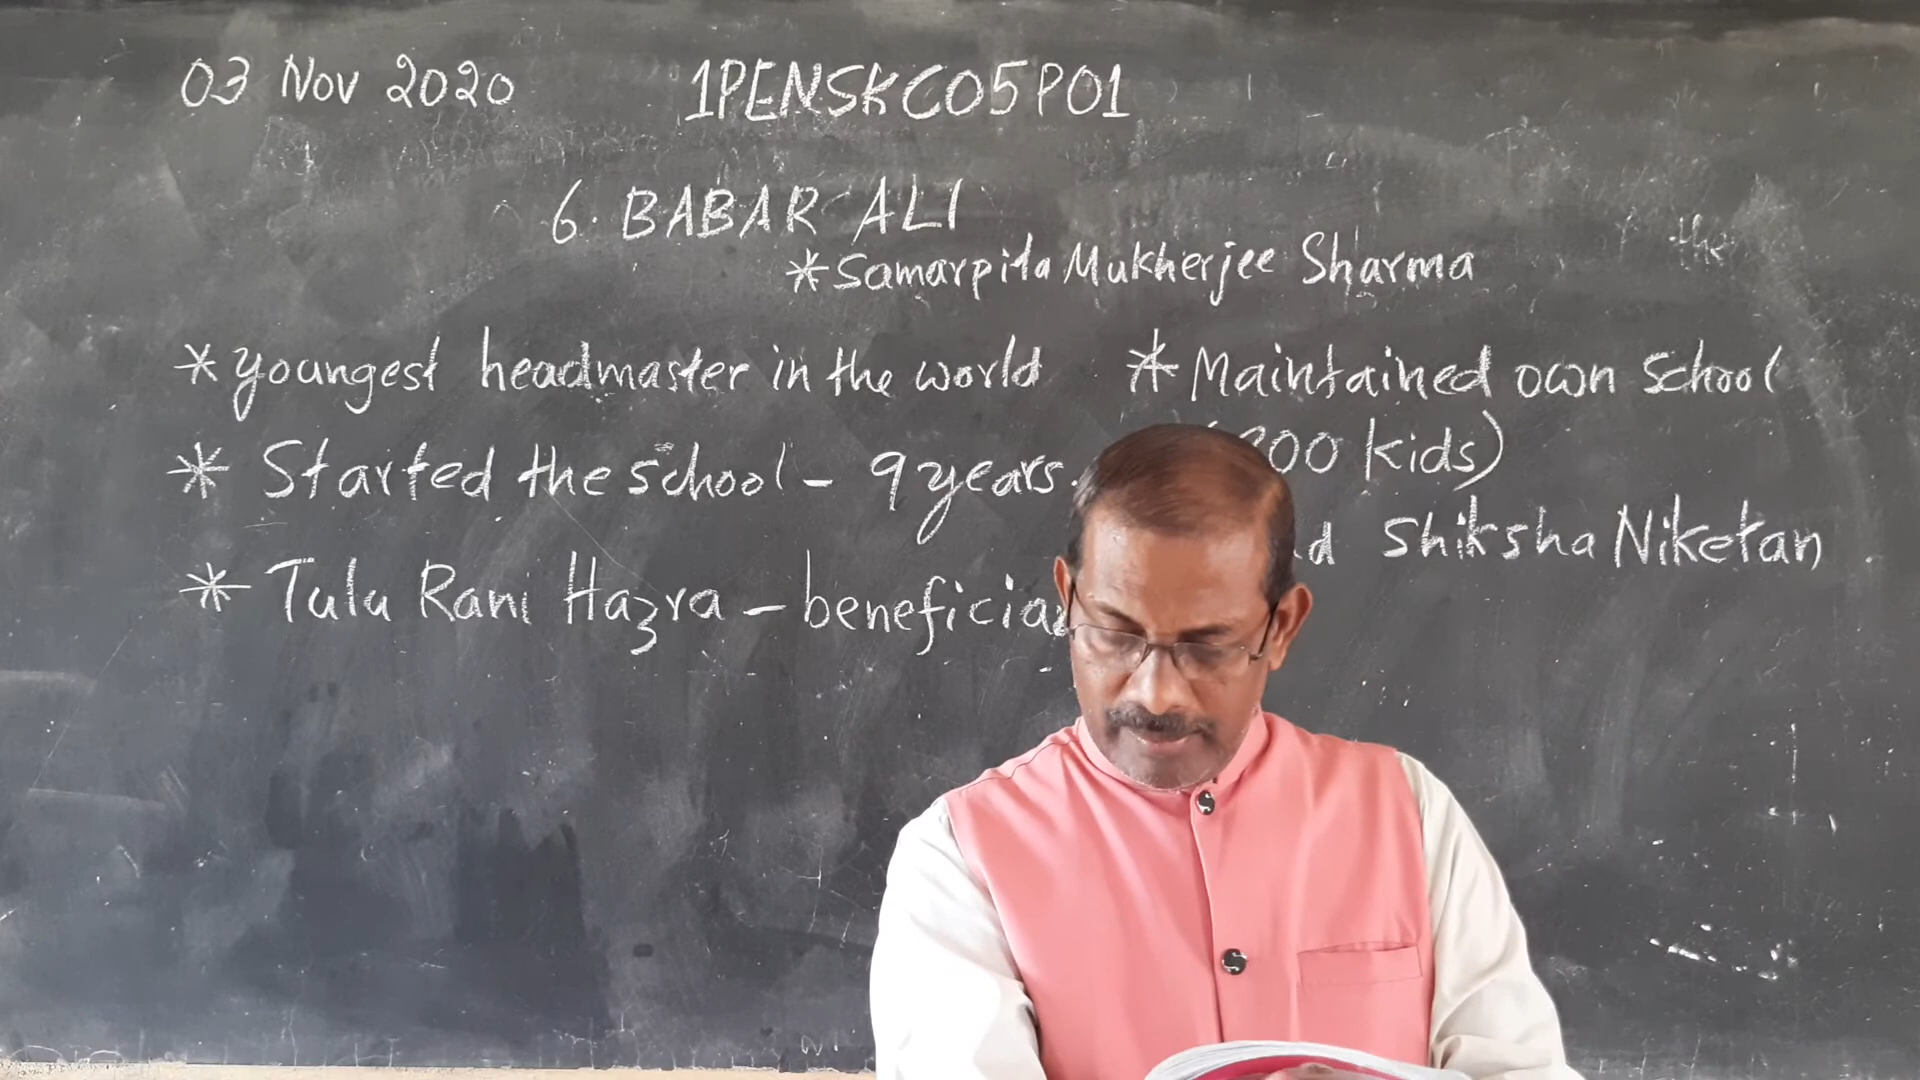 03 Nov 2020 1PENSKC05P01
6. BABAR ALI
*Samarpita Mukherjee Sharma
*youngest headmaster in the world
* Started the school - 9 years.
* Tulu Rani Hazra -
* Maintained own school
kids)
Shiksha Niketan.
the